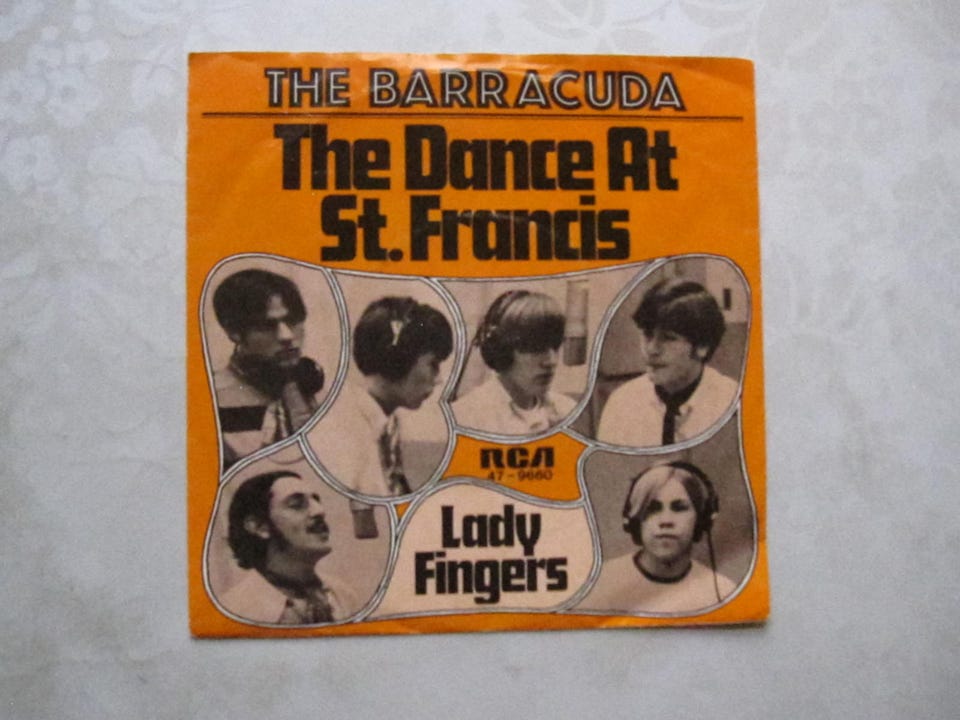 THE BARRACUDA
The Dance At
St. Francis
RCA
47-9660
Lady
Fingers